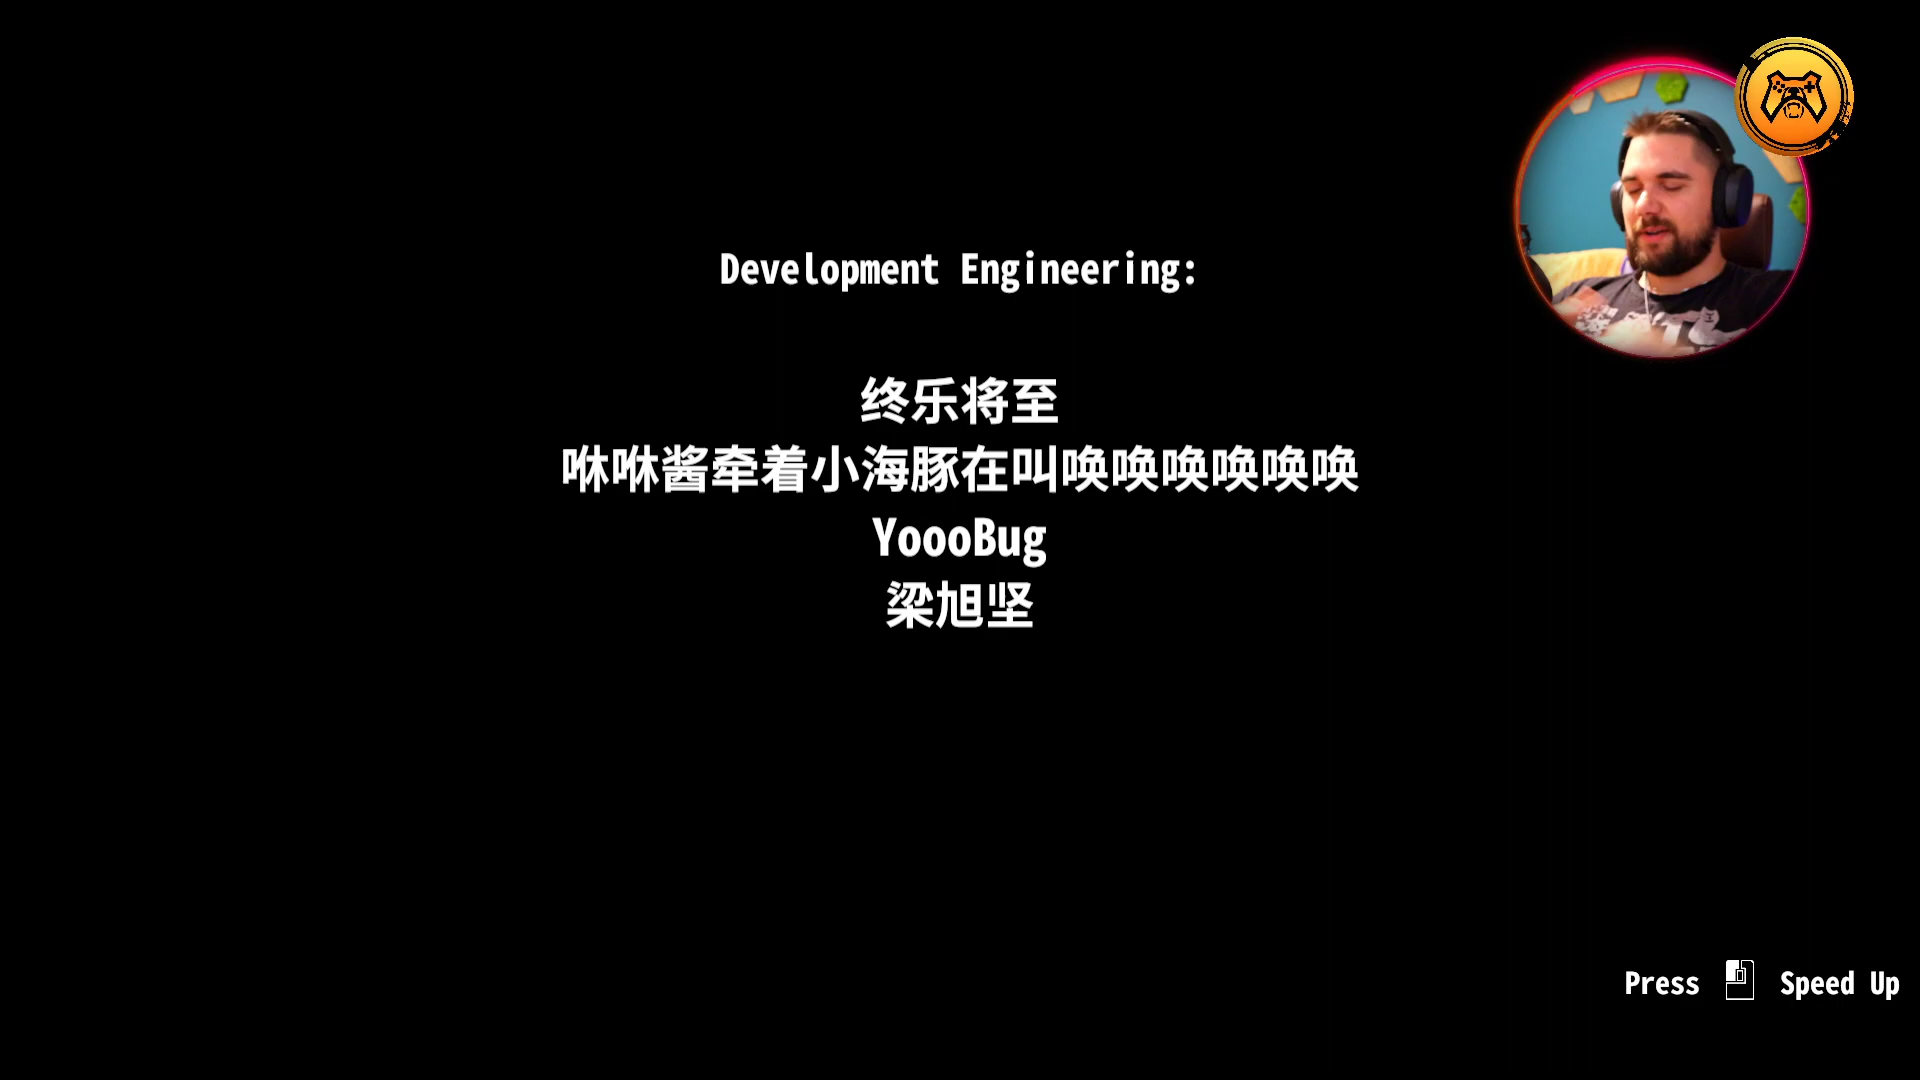 Development Engineering:
终乐将至
咻咻酱牵着小海豚在叫唤唤唤唤唤唤
YoooBug
梁旭坚
Press Speed Up